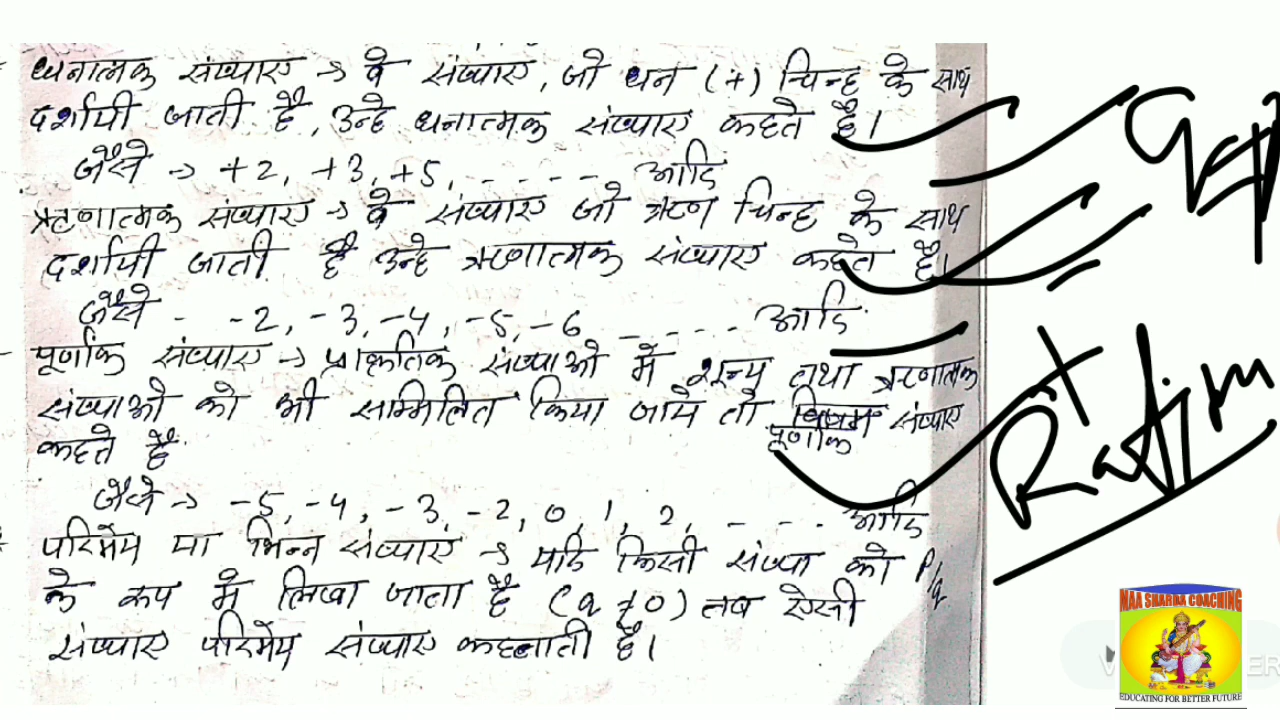 धनात्मक संख्याए → वे संख्याए, जो धन (+) चिन्ह के साथ
दर्शायी जाती है, उन्हे धनात्मक संख्याए कहते है।
जैसे → +2, +3, +5, - - - - आदि
ऋणात्मक संख्याए → वे संख्याए जो ऋण चिन्ह के साथ
दर्शायी जाती है उन्हे ऋणात्मक संख्याए कहते है।
जैसे - -2, -3, -4, -5, -6 - - - - आदि
पूर्णांक संख्याए → प्राकृतिक संख्याओ मे शून्य तथा ऋणात्मक
संख्याओ को भी सम्मिलित किया जाये तो संख्याए
पूर्णांक
कहते है
जैसे → -5, -4, -3, -2, 0, 1, 2, - - - आदि
परिमेय या भिन्न संख्याए → यदि किसी संख्या को P/q
के रूप मे लिखा जाता है (q ≠ 0) तब ऐसी
संख्याए परिमेय संख्याए कहलाती है।
MAA SHARDA COACHING
EDUCATING FOR BETTER FUTURE